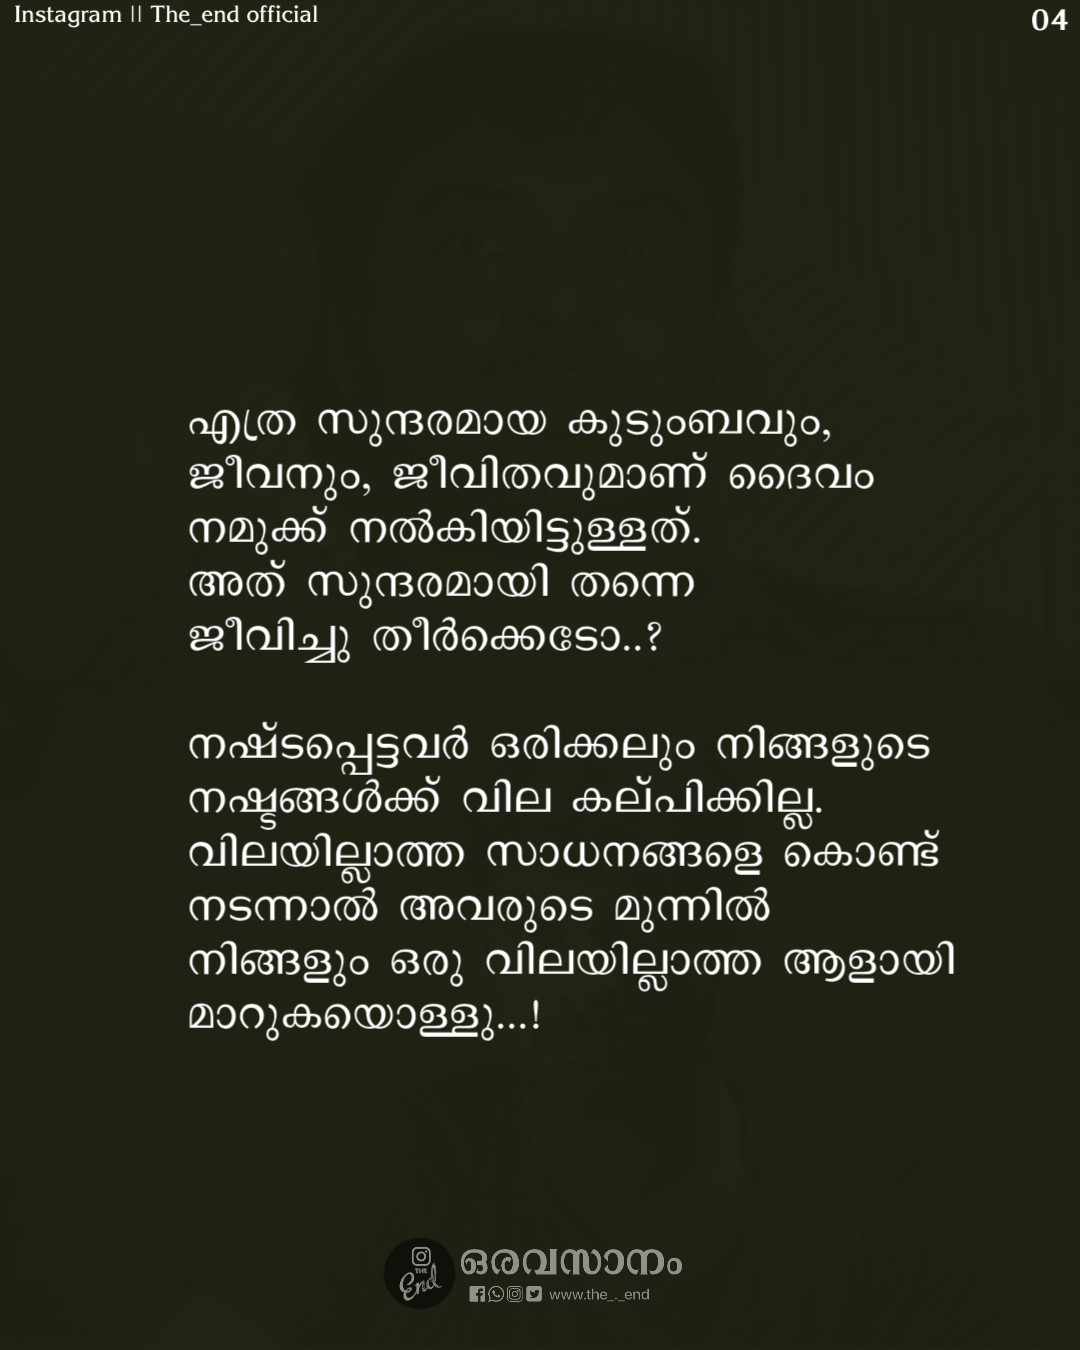 Instagram || The_end official
04
എത്ര സുന്ദരമായ കുടുംബവും,
ജീവനും, ജീവിതവുമാണ് ദൈവം
നമുക്ക് നൽകിയിട്ടുള്ളത്.
അത് സുന്ദരമായി തന്നെ
ജീവിച്ചു തീർക്കെടോ..?
നഷ്ടപ്പെട്ടവർ ഒരിക്കലും നിങ്ങളുടെ
നഷ്ടങ്ങൾക്ക് വില കല്പിക്കില്ല.
വിലയില്ലാത്ത സാധനങ്ങളെ കൊണ്ട്
നടന്നാൽ അവരുടെ മുന്നിൽ
നിങ്ങളും ഒരു വിലയില്ലാത്ത ആളായി
മാറുകയൊള്ളു...!
THE
End
ഒരവസാനം
www.the_._end